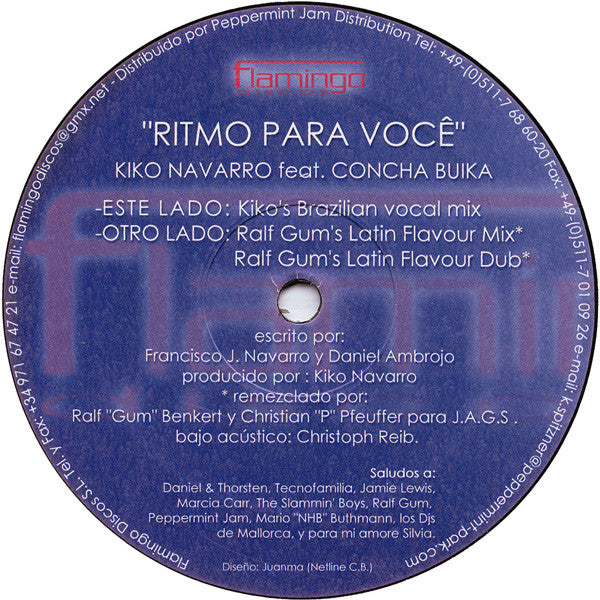 flamingo
"RITMO PARA VOCÊ"
KIKO NAVARRO feat. CONCHA BUIKA
-ESTE LADO: Kiko's Brazilian vocal mix
-OTRO LADO: Ralf Gum's Latin Flavour Mix*
Ralf Gum's Latin Flavour Dub*
escrito por:
Francisco J. Navarro y Daniel Ambrojo
producido por : Kiko Navarro
* remezclado por:
Ralf "Gum" Benkert y Christian "P" Pfeuffer para J.A.G.S .
bajo acústico: Christoph Reib.
Saludos a:
Daniel & Thorsten, Tecnofamilia, Jamie Lewis,
Marcia Carr, The Slammin' Boys, Ralf Gum,
Peppermint Jam, Mario "NHB" Buthmann, los Djs
de Mallorca, y para mi amore Silvia.
Diseño: Juanma (Netline C.B.)
Flamingo Discos S.L. Tel. y Fax: +34 971 67 47 21 e-mail: flamingodiscos@gmx.net - Distribuido por Peppermint Jam Distribution Tel: +49-(0)511-7 68 60-20 Fax: +49-(0)511-7 01 09 26 e-mail: k.spitzner@peppermint-park.com